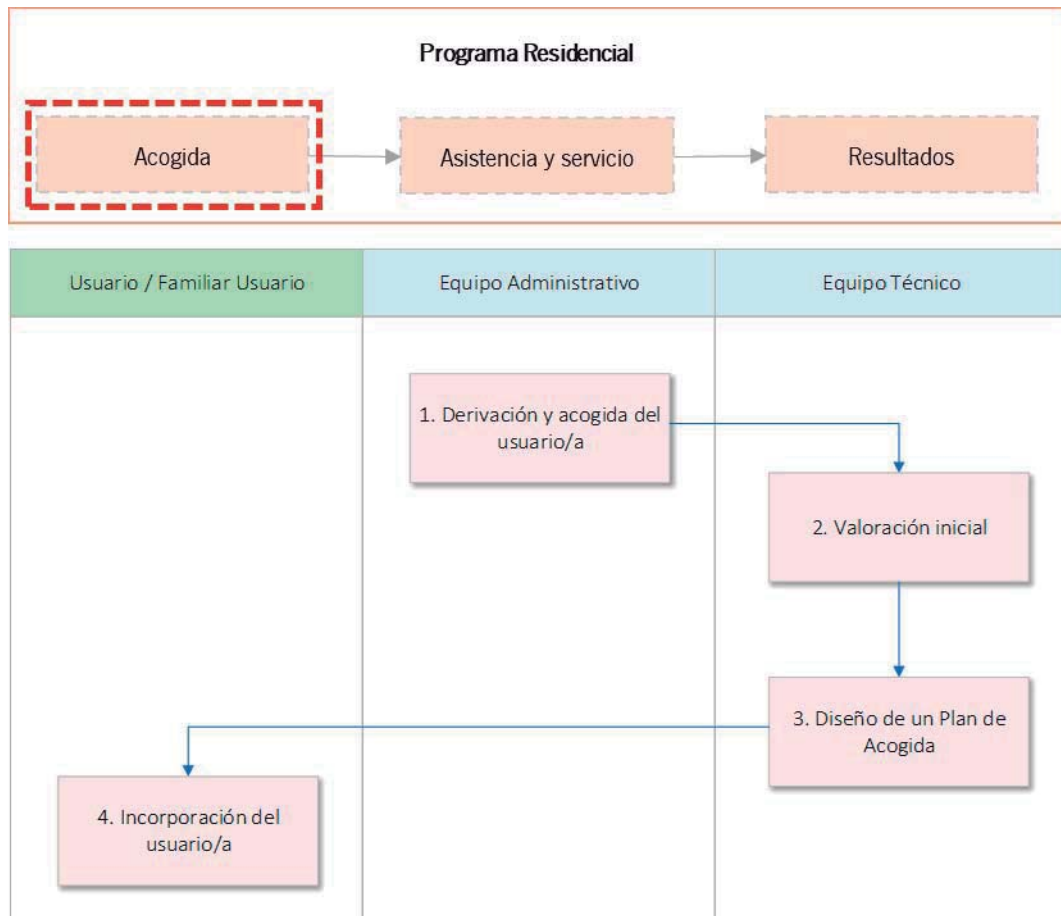 Programa Residencial
Acogida
Asistencia y servicio
Resultados
Usuario / Familiar Usuario
Equipo Administrativo
Equipo Técnico
1. Derivación y acogida del
usuario/a
2. Valoración inicial
3. Diseño de un Plan de
Acogida
4. Incorporación del
usuario/a